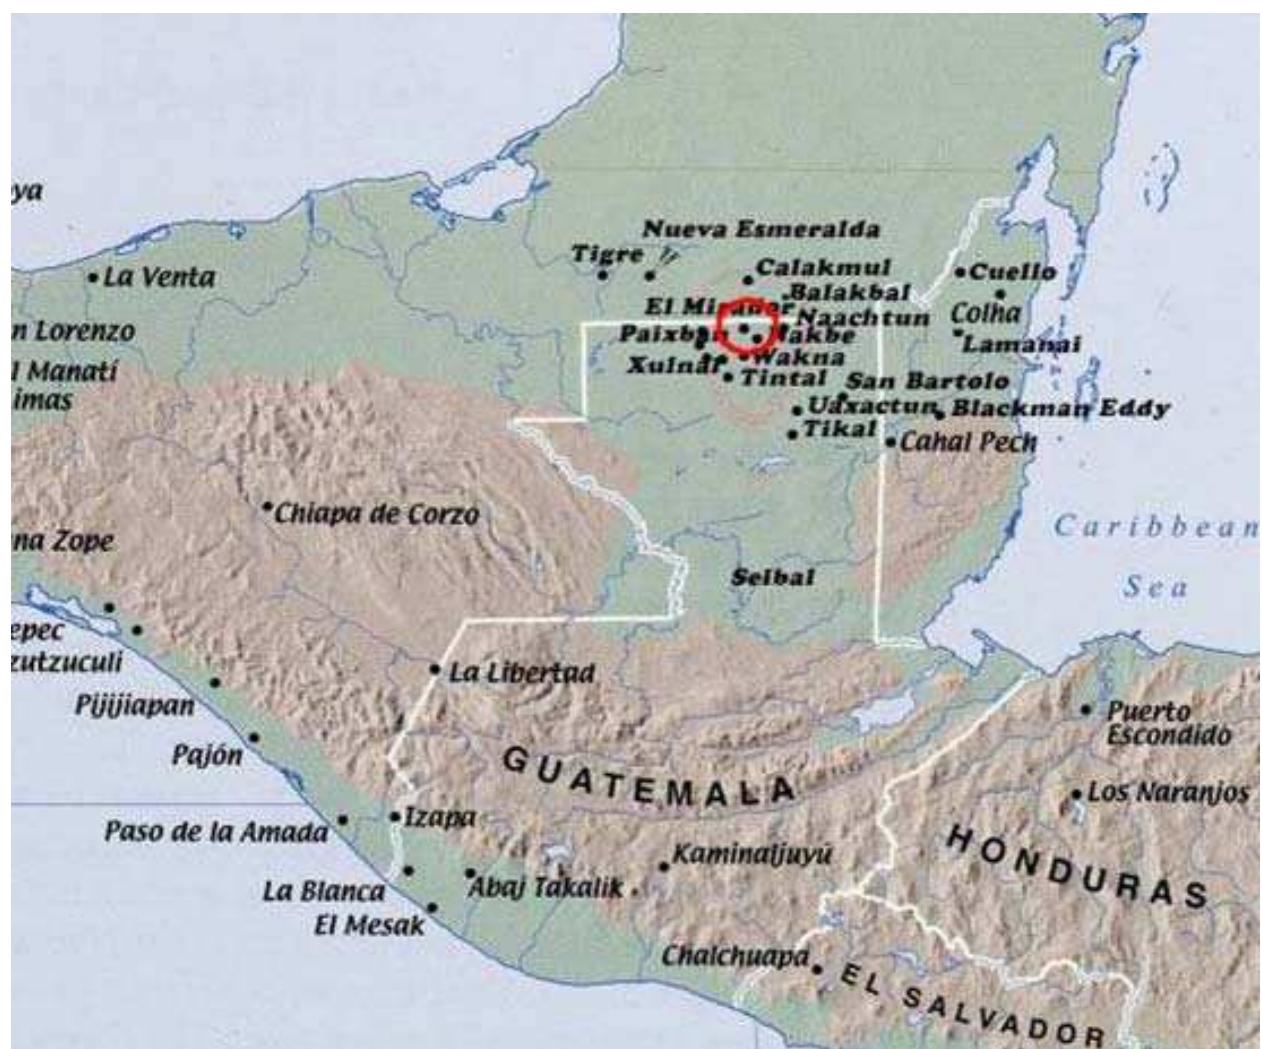 ya
Nueva Esmeralda
Tigre
Calakmul
Cuello
La Venta
Balakbal
El Mirador
Colha
Naachtun
n Lorenzo
Paixban
Nakbe
Lamanai
Wakna
Xulnal
l Manatí
Tintal
San Bartolo
imas
Uaxactun
Blackman Eddy
Tikal
Cahal Pech
Chiapa de Corzo
Caribbean
na Zope
Seibal
Sea
epec
zutzuculi
La Libertad
Pijijiapan
Puerto
Escondido
Pajón
GUATEMALA
Los Naranjos
Izapa
Paso de la Amada
HONDURAS
Kaminaljuyú
La Blanca
Abaj Takalik
El Mesak
Chalchuapa
EL SALVADOR